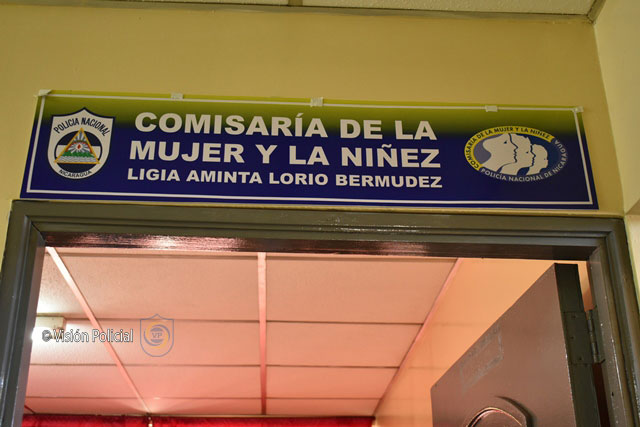 COMISARÍA DE LA
MUJER Y LA NIÑEZ
LIGIA AMINTA LORIO BERMUDEZ
POLICIA NACIONAL
NICARAGUA
COMISARÍA DE LA MUJER Y LA NIÑEZ
POLICÍA NACIONAL DE NICARAGUA
© Visión Policial
VP